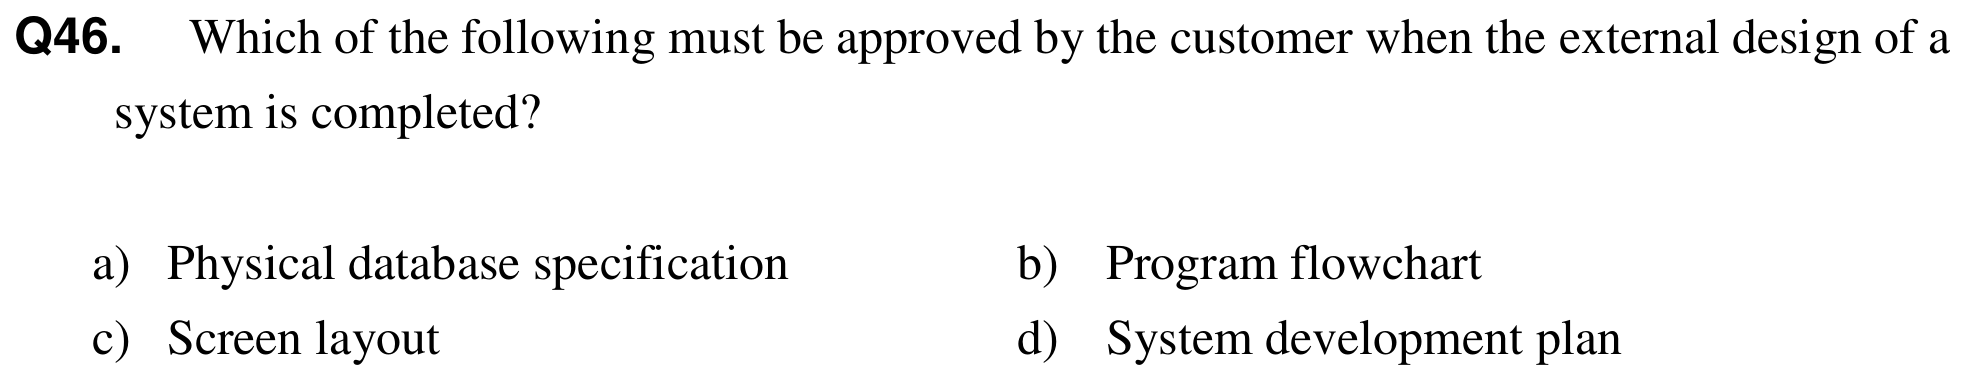 Q46. Which of the following must be approved by the customer when the external design of a
system is completed?
a) Physical database specification b) Program flowchart
c) Screen layout d) System development plan